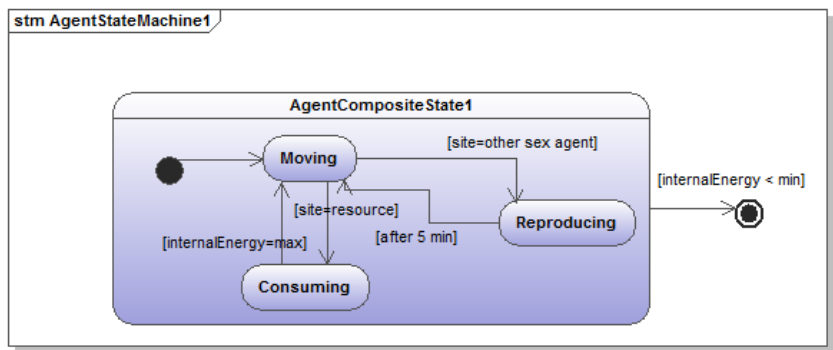 stm AgentStateMachine1
AgentCompositeState1
[site=other sex agent]
Moving
[internalEnergy < min]
[site=resource]
Reproducing
[internalEnergy=max]
[after 5 min]
Consuming